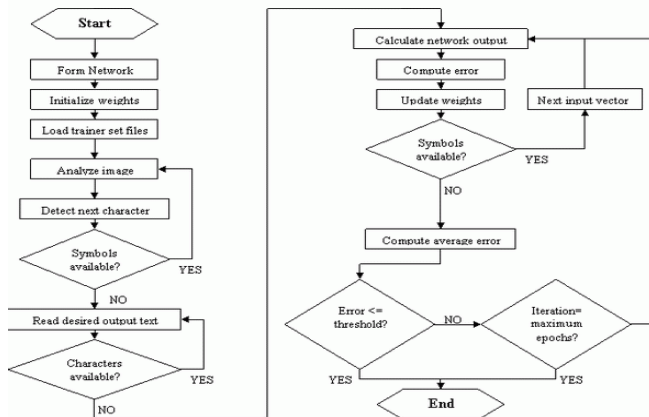 Start
Form Network
Initialize weights
Load trainer set files
Analyze image
Detect next character
Symbols
available?
YES
NO
Read desired output text
Characters
available?
YES
NO
Calculate network output
Compute error
Update weights
Next input vector
Symbols
available?
YES
NO
Compute average error
Error <=
threshold?
NO
Iteration=
maximum
epochs?
YES
YES
End